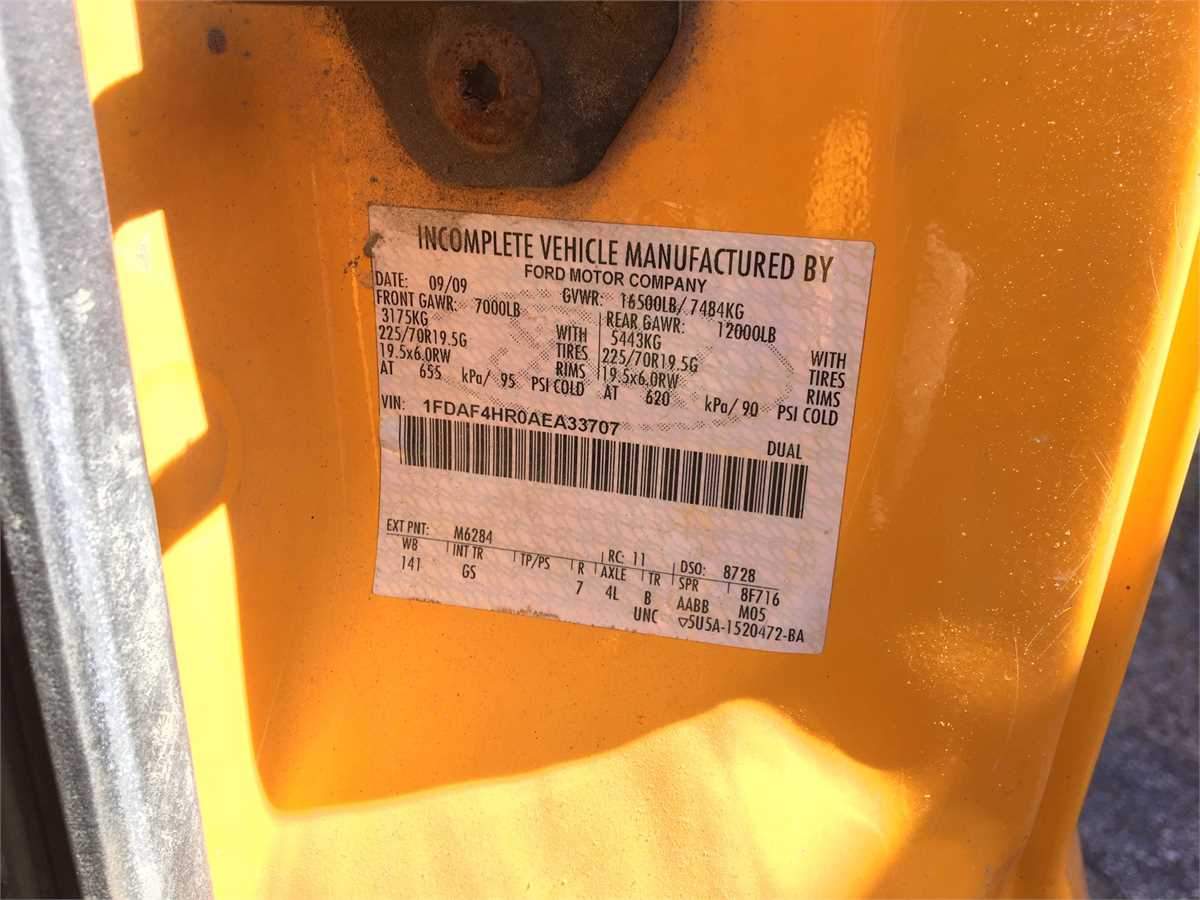 INCOMPLETE VEHICLE MANUFACTURED BY
FORD MOTOR COMPANY
DATE: 09/09 GVWR: 16500LB/ 7484KG
FRONT GAWR: 7000LB REAR GAWR: 12000LB
3175KG WITH 5443KG WITH
225/70R19.5G TIRES 225/70R19.5G TIRES
19.5x6.0RW RIMS 19.5x6.0RW RIMS
AT 655 kPa/ 95 PSI COLD AT 620 kPa/ 90 PSI COLD
VIN: 1FDAF4HR0AEA33707
DUAL
EXT PNT: M6284 RC: 11 DSO: 8728
WB INT TR TP/PS R AXLE TR SPR 8F716
141 GS 7 4L B AABB M05
UNC ▽5U5A-1520472-BA